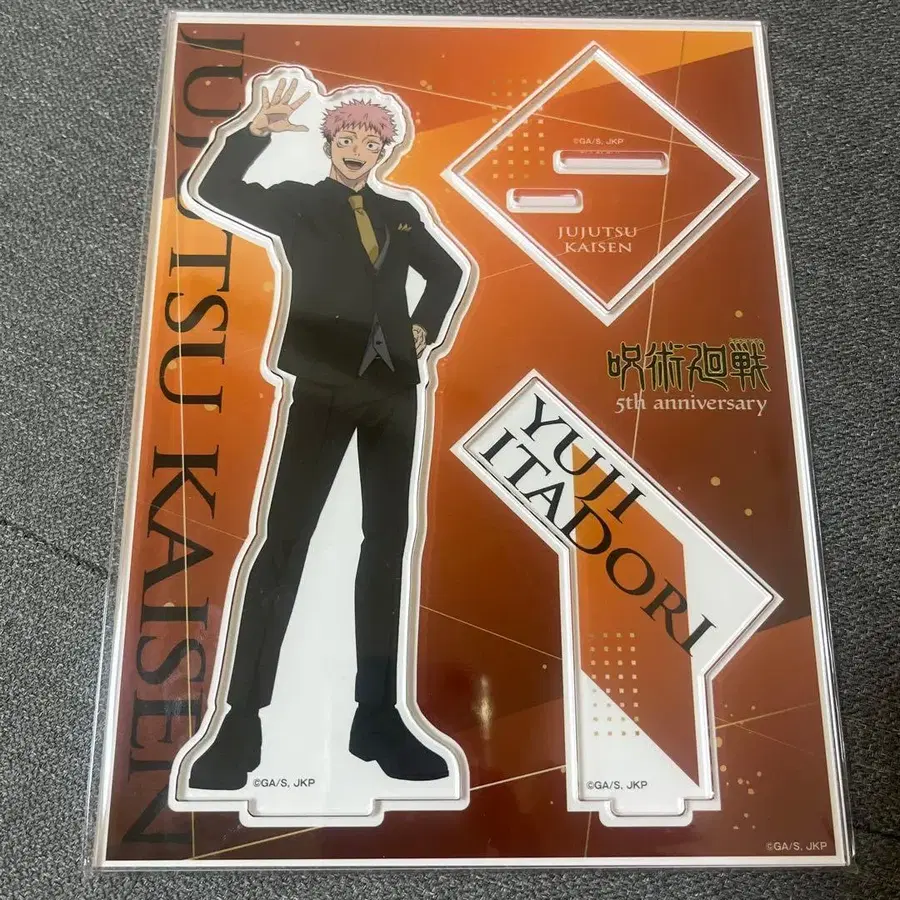 JUJUTSU KAISEN
©GA/S, JKP
JUJUTSU
KAISEN
呪術廻戦
5th anniversary
YUJI
ITADORI
©GA/S, JKP
©GA/S, JKP
©GA/S, JKP